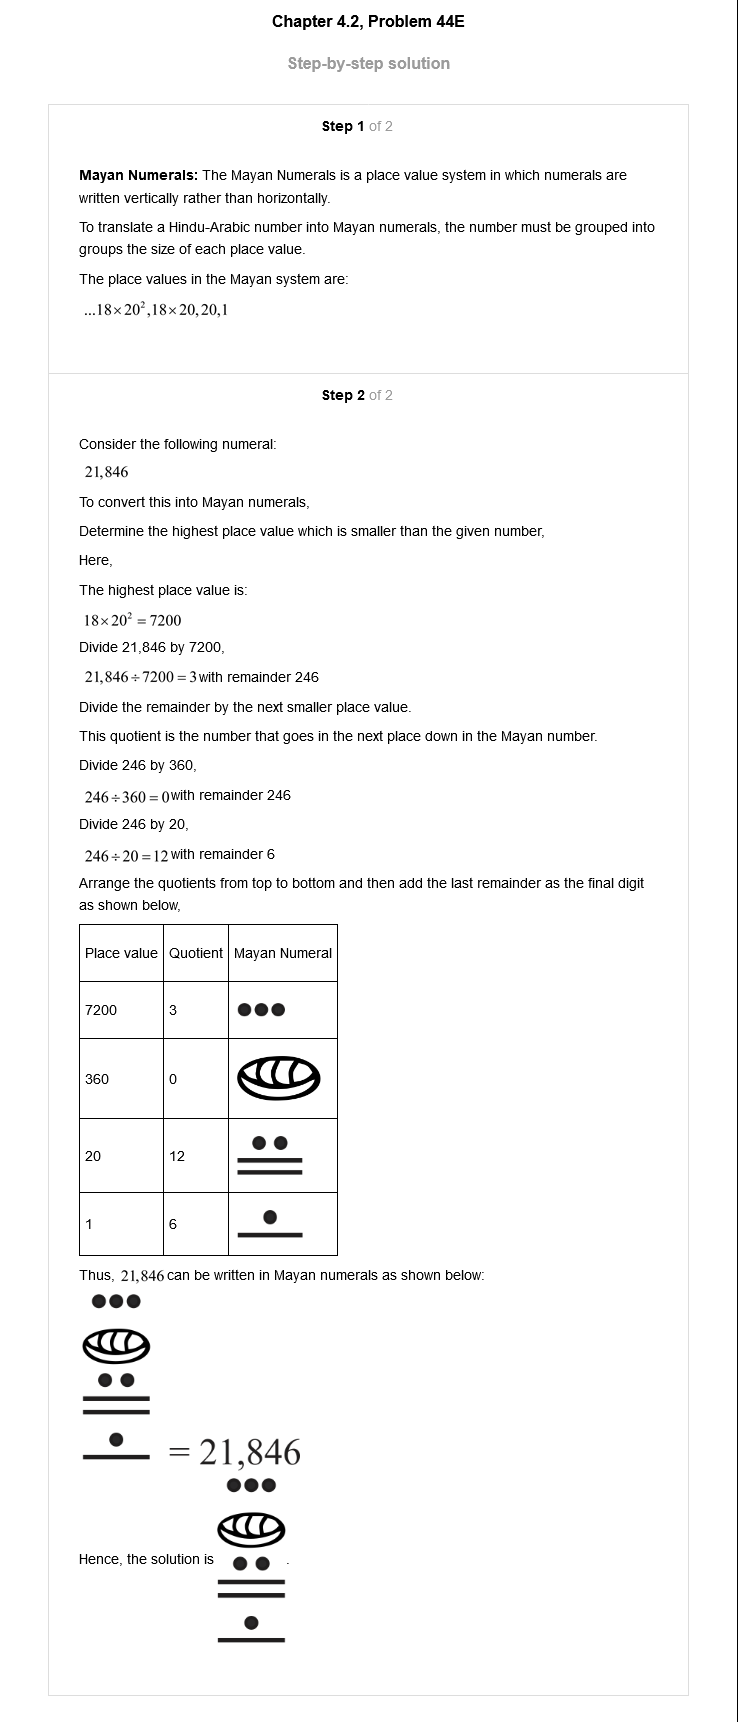 Chapter 4.2, Problem 44E
Step-by-step solution
Step 1 of 2
Mayan Numerals: The Mayan Numerals is a place value system in which numerals are
written vertically rather than horizontally.
To translate a Hindu-Arabic number into Mayan numerals, the number must be grouped into
groups the size of each place value.
The place values in the Mayan system are:
...18×20²,18×20,20,1
Step 2 of 2
Consider the following numeral:
21,846
To convert this into Mayan numerals,
Determine the highest place value which is smaller than the given number,
Here,
The highest place value is:
18×20² = 7200
Divide 21,846 by 7200,
21,846÷7200=3 with remainder 246
Divide the remainder by the next smaller place value.
This quotient is the number that goes in the next place down in the Mayan number.
Divide 246 by 360,
246÷360=0 with remainder 246
Divide 246 by 20,
246÷20=12 with remainder 6
Arrange the quotients from top to bottom and then add the last remainder as the final digit
as shown below,
Place value Quotient Mayan Numeral
7200 3
360 0
20 12
1 6
Thus, 21,846 can be written in Mayan numerals as shown below:
= 21,846
Hence, the solution is .